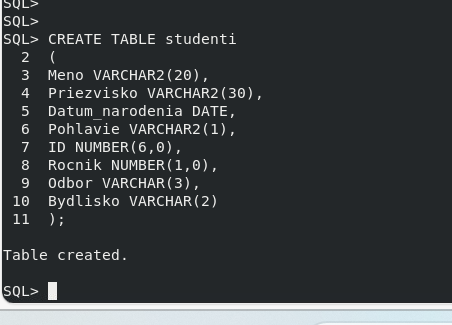 SQL>
SQL>
SQL> CREATE TABLE studenti
2 (
3 Meno VARCHAR2(20),
4 Priezvisko VARCHAR2(30),
5 Datum_narodenia DATE,
6 Pohlavie VARCHAR2(1),
7 ID NUMBER(6,0),
8 Rocnik NUMBER(1,0),
9 Odbor VARCHAR(3),
10 Bydlisko VARCHAR(2)
11 );
Table created.
SQL>